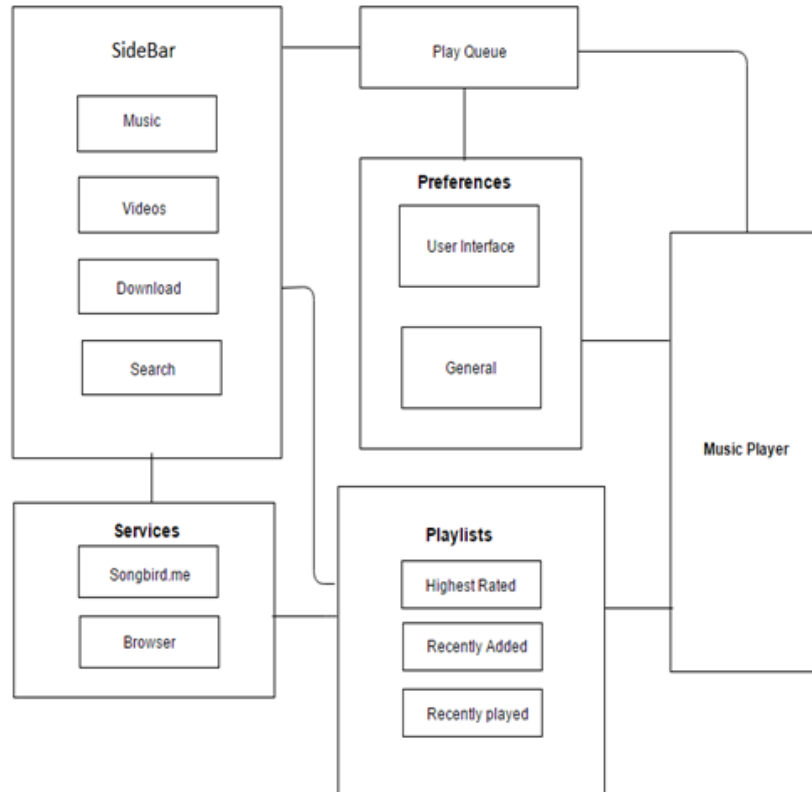 SideBar
Music
Videos
Download
Search
Play Queue
Preferences
User Interface
General
Music Player
Services
Songbird.me
Browser
Playlists
Highest Rated
Recently Added
Recently played